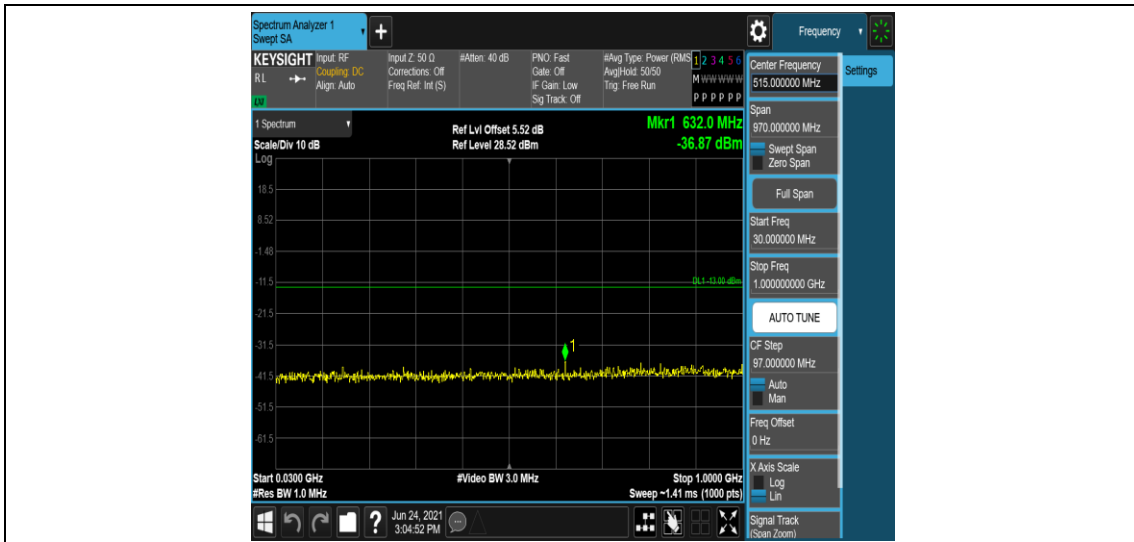 Spectrum Analyzer 1
Swept SA
Frequency
KEYSIGHT
RL
LXI
Input: RF
Coupling: DC
Align: Auto
Input Z: 50 Ω
Corrections: Off
Freq Ref: Int (S)
#Atten: 40 dB
PNO: Fast
Gate: Off
IF Gain: Low
Sig Track: Off
#Avg Type: Power (RMS
Avg|Hold: 50/50
Trig: Free Run
1 2 3 4 5 6
M W W W W W
P P P P P P
1 Spectrum
Scale/Div 10 dB
Ref Lvl Offset 5.52 dB
Ref Level 28.52 dBm
Mkr1 632.0 MHz
-36.87 dBm
Log
18.5
8.52
-1.48
-11.5
DL1 -13.00 dBm
-21.5
-31.5
1
-41.5
-51.5
-61.5
Start 0.0300 GHz
#Res BW 1.0 MHz
#Video BW 3.0 MHz
Stop 1.0000 GHz
Sweep ~1.41 ms (1000 pts)
Jun 24, 2021
3:04:52 PM
Center Frequency
515.000000 MHz
Settings
Span
970.000000 MHz
Swept Span
Zero Span
Full Span
Start Freq
30.000000 MHz
Stop Freq
1.000000000 GHz
AUTO TUNE
CF Step
97.000000 MHz
Auto
Man
Freq Offset
0 Hz
X Axis Scale
Log
Lin
Signal Track
(Span Zoom)